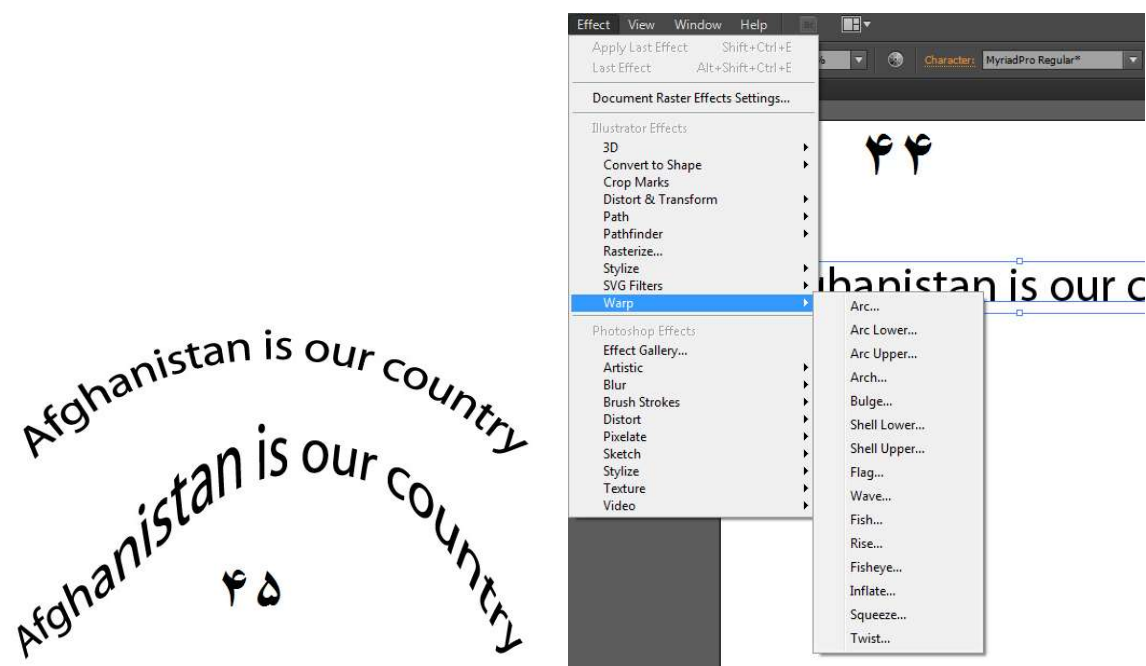 Afghanistan is our country
Afghanistan is our country
۴۵
Effect View Window Help Br
Apply Last Effect Shift+Ctrl+E
Last Effect Alt+Shift+Ctrl+E
Document Raster Effects Settings...
Illustrator Effects
3D
Convert to Shape
Crop Marks
Distort & Transform
Path
Pathfinder
Rasterize...
Stylize
SVG Filters
Warp
Photoshop Effects
Effect Gallery...
Artistic
Blur
Brush Strokes
Distort
Pixelate
Sketch
Stylize
Texture
Video
% Character: MyriadPro Regular*
۴۴
hanistan is our c
Arc...
Arc Lower...
Arc Upper...
Arch...
Bulge...
Shell Lower...
Shell Upper...
Flag...
Wave...
Fish...
Rise...
Fisheye...
Inflate...
Squeeze...
Twist...